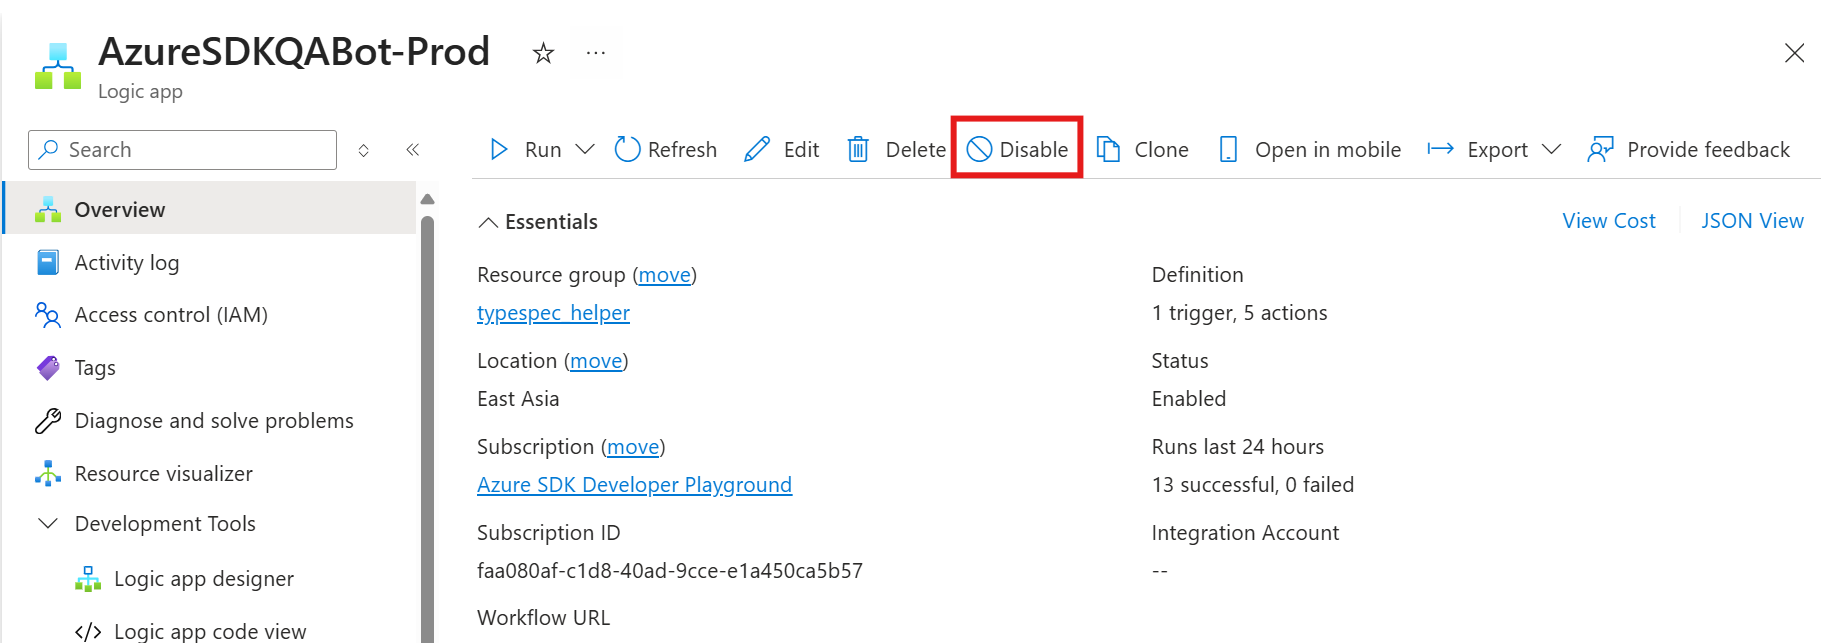 AzureSDKQABot-Prod
Logic app
Search
Run Refresh Edit Delete Disable Clone Open in mobile Export Provide feedback
Overview
Activity log
Access control (IAM)
Tags
Diagnose and solve problems
Resource visualizer
Development Tools
Logic app designer
Logic app code view
Essentials
View Cost
JSON View
Resource group (move)
typespec_helper
Location (move)
East Asia
Subscription (move)
Azure SDK Developer Playground
Subscription ID
faa080af-c1d8-40ad-9cce-e1a450ca5b57
Workflow URL
Definition
1 trigger, 5 actions
Status
Enabled
Runs last 24 hours
13 successful, 0 failed
Integration Account
--